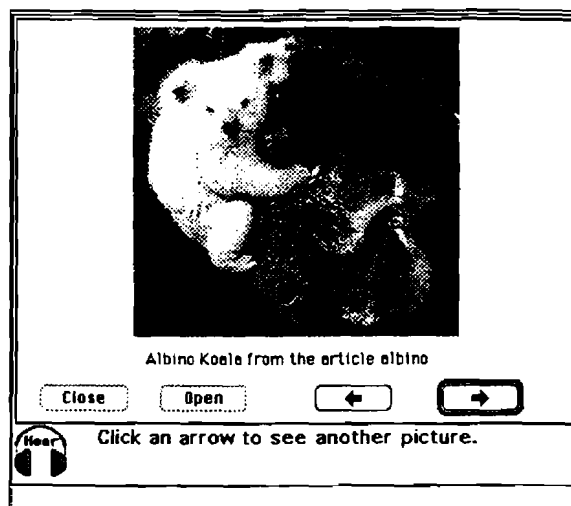 Albino Koala from the article albino
Close Open
Hear Click an arrow to see another picture.